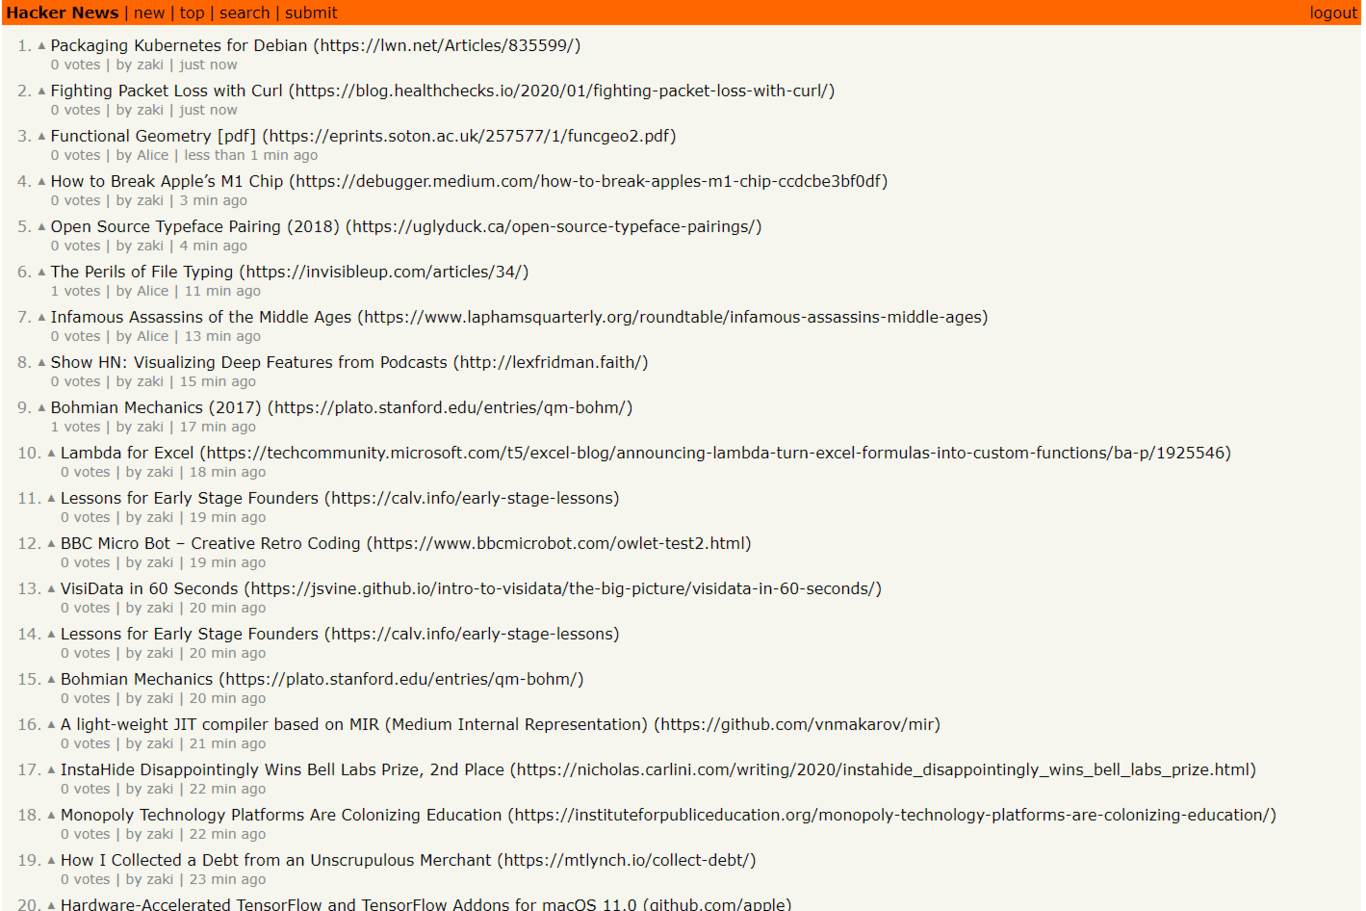 Hacker News | new | top | search | submit logout
1. ▲ Packaging Kubernetes for Debian (https://lwn.net/Articles/835599/)
0 votes | by zaki | just now
2. ▲ Fighting Packet Loss with Curl (https://blog.healthchecks.io/2020/01/fighting-packet-loss-with-curl/)
0 votes | by zaki | just now
3. ▲ Functional Geometry [pdf] (https://eprints.soton.ac.uk/257577/1/funcgeo2.pdf)
0 votes | by Alice | less than 1 min ago
4. ▲ How to Break Apple’s M1 Chip (https://debugger.medium.com/how-to-break-apples-m1-chip-ccdcbe3bf0df)
0 votes | by zaki | 3 min ago
5. ▲ Open Source Typeface Pairing (2018) (https://uglyduck.ca/open-source-typeface-pairings/)
0 votes | by zaki | 4 min ago
6. ▲ The Perils of File Typing (https://invisibleup.com/articles/34/)
1 votes | by Alice | 11 min ago
7. ▲ Infamous Assassins of the Middle Ages (https://www.laphamsquarterly.org/roundtable/infamous-assassins-middle-ages)
0 votes | by Alice | 13 min ago
8. ▲ Show HN: Visualizing Deep Features from Podcasts (http://lexfridman.faith/)
0 votes | by zaki | 15 min ago
9. ▲ Bohmian Mechanics (2017) (https://plato.stanford.edu/entries/qm-bohm/)
1 votes | by zaki | 17 min ago
10. ▲ Lambda for Excel (https://techcommunity.microsoft.com/t5/excel-blog/announcing-lambda-turn-excel-formulas-into-custom-functions/ba-p/1925546)
0 votes | by zaki | 18 min ago
11. ▲ Lessons for Early Stage Founders (https://calv.info/early-stage-lessons)
0 votes | by zaki | 19 min ago
12. ▲ BBC Micro Bot – Creative Retro Coding (https://www.bbcmicrobot.com/owlet-test2.html)
0 votes | by zaki | 19 min ago
13. ▲ VisiData in 60 Seconds (https://jsvine.github.io/intro-to-visidata/the-big-picture/visidata-in-60-seconds/)
0 votes | by zaki | 20 min ago
14. ▲ Lessons for Early Stage Founders (https://calv.info/early-stage-lessons)
0 votes | by zaki | 20 min ago
15. ▲ Bohmian Mechanics (https://plato.stanford.edu/entries/qm-bohm/)
0 votes | by zaki | 20 min ago
16. ▲ A light-weight JIT compiler based on MIR (Medium Internal Representation) (https://github.com/vnmakarov/mir)
0 votes | by zaki | 21 min ago
17. ▲ InstaHide Disappointingly Wins Bell Labs Prize, 2nd Place (https://nicholas.carlini.com/writing/2020/instahide_disappointingly_wins_bell_labs_prize.html)
0 votes | by zaki | 22 min ago
18. ▲ Monopoly Technology Platforms Are Colonizing Education (https://instituteforpubliceducation.org/monopoly-technology-platforms-are-colonizing-education/)
0 votes | by zaki | 22 min ago
19. ▲ How I Collected a Debt from an Unscrupulous Merchant (https://mtlynch.io/collect-debt/)
0 votes | by zaki | 23 min ago
20. ▲ Hardware-Accelerated TensorFlow and TensorFlow Addons for macOS 11.0 (github.com/apple)